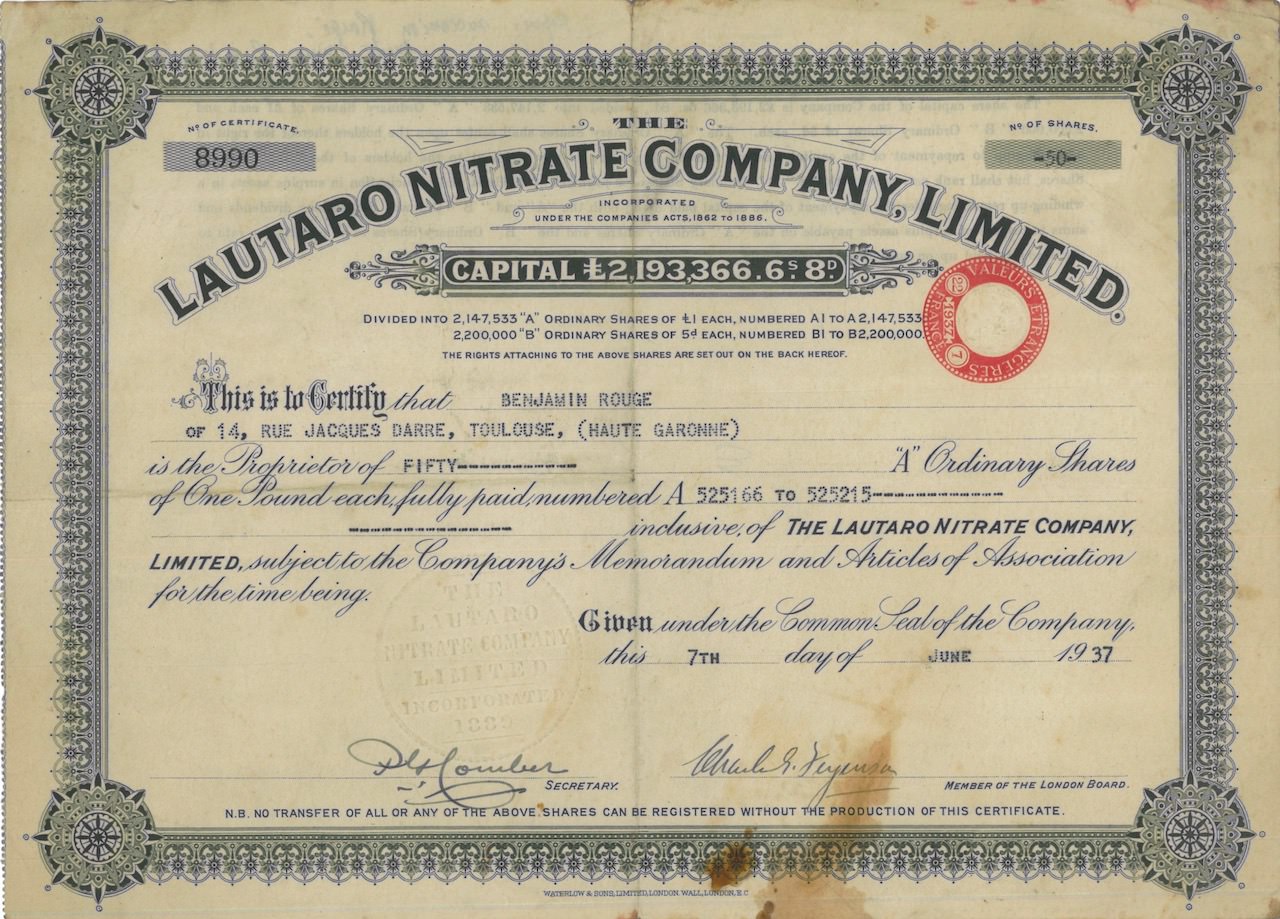 Nº OF CERTIFICATE.
8990
Nº OF SHARES.
-50-
THE
LAUTARO NITRATE COMPANY, LIMITED.
INCORPORATED
UNDER THE COMPANIES ACTS, 1862 TO 1886.
CAPITAL £2,193,366.6S.8D.
DIVIDED INTO 2,147,533 "A" ORDINARY SHARES OF £1 EACH, NUMBERED A1 TO A2,147,533
2,200,000 "B" ORDINARY SHARES OF 5d EACH, NUMBERED B1 TO B2,200,000.
THE RIGHTS ATTACHING TO THE ABOVE SHARES ARE SET OUT ON THE BACK HEREOF.
VALEURS ETRANGERES
FRANCE
1937
This is to Certify that BENJAMIN ROUGE
OF 14, RUE JACQUES DARRE, TOULOUSE, (HAUTE GARONNE)
is the Proprietor of FIFTY "A" Ordinary Shares
of One Pound each, fully paid, numbered A 525166 TO 525215
inclusive, of THE LAUTARO NITRATE COMPANY,
LIMITED, subject to the Company's Memorandum and Articles of Association
for the time being.
THE
LAUTARO
NITRATE COMPANY
LIMITED
INCORPORATED
1889
Given under the Common Seal of the Company,
this 7TH day of JUNE 1937
SECRETARY.
MEMBER OF THE LONDON BOARD.
N.B. NO TRANSFER OF ALL OR ANY OF THE ABOVE SHARES CAN BE REGISTERED WITHOUT THE PRODUCTION OF THIS CERTIFICATE.
WATERLOW & SONS, LIMITED, LONDON WALL, LONDON, E.C